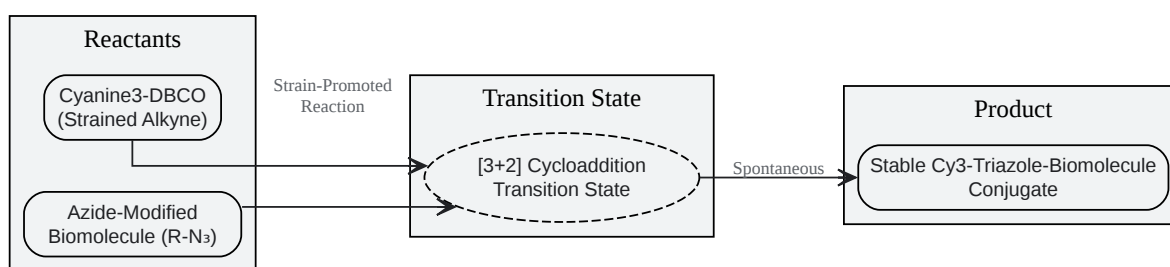 Reactants
Cyanine3-DBCO
(Strained Alkyne)
Azide-Modified
Biomolecule (R-N₃)
Strain-Promoted
Reaction
Transition State
[3+2] Cycloaddition
Transition State
Spontaneous
Product
Stable Cy3-Triazole-Biomolecule
Conjugate